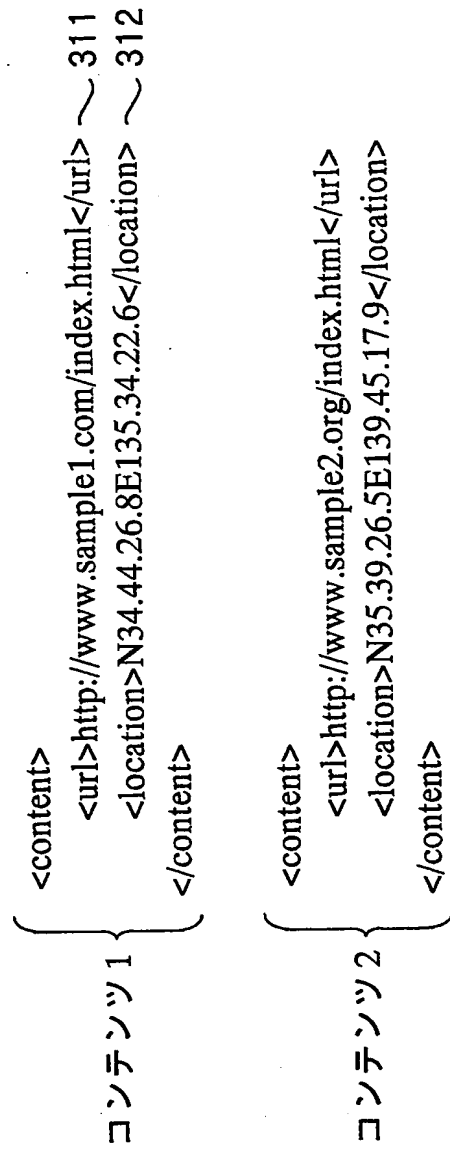 コンテンツ1
<content>
<url>http://www.sample1.com/index.html</url> 〜 311
<location>N34.44.26.8E135.34.22.6</location> 〜 312
</content>
コンテンツ2
<content>
<url>http://www.sample2.org/index.html</url>
<location>N35.39.26.5E139.45.17.9</location>
</content>